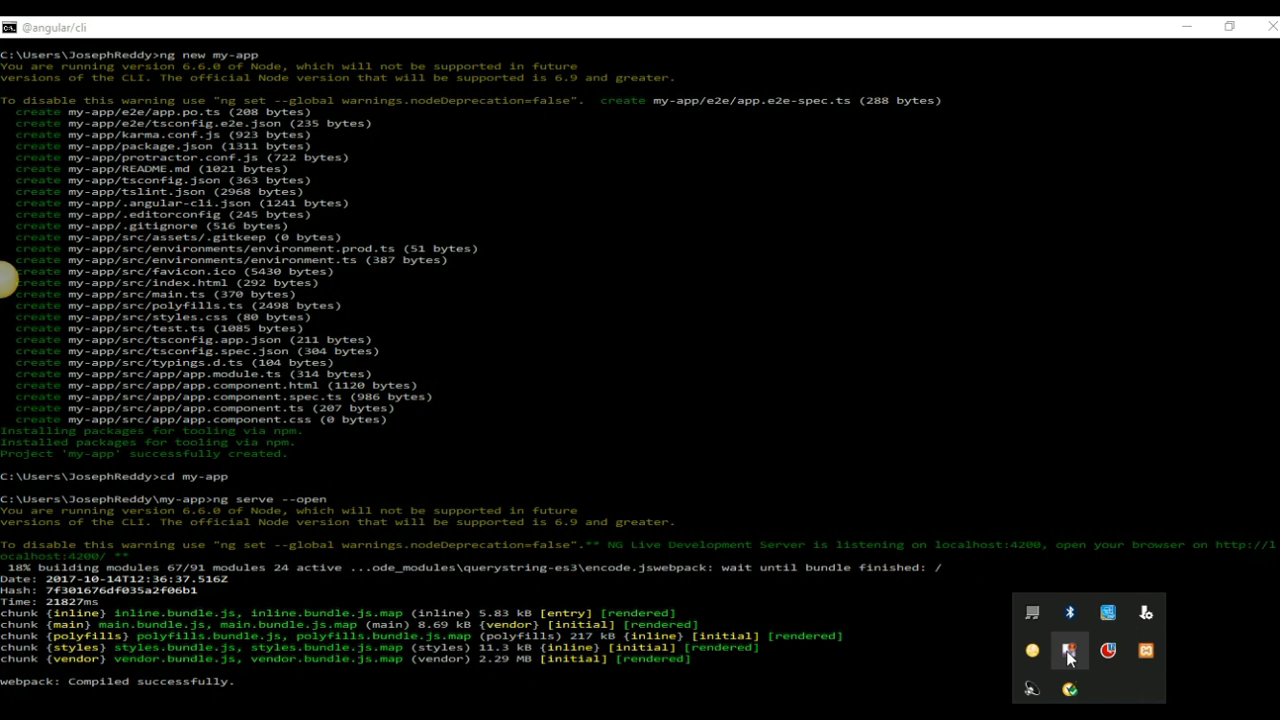 @angular/cli
C:\Users\JosephReddy>ng new my-app
You are running version 6.6.0 of Node, which will not be supported in future
versions of the CLI. The official Node version that will be supported is 6.9 and greater.
To disable this warning use "ng set --global warnings.nodeDeprecation=false".  create my-app/e2e/app.e2e-spec.ts (288 bytes)
create my-app/e2e/app.po.ts (208 bytes)
create my-app/e2e/tsconfig.e2e.json (235 bytes)
create my-app/karma.conf.js (923 bytes)
create my-app/package.json (1311 bytes)
create my-app/protractor.conf.js (722 bytes)
create my-app/README.md (1021 bytes)
create my-app/tsconfig.json (363 bytes)
create my-app/tslint.json (2968 bytes)
create my-app/.angular-cli.json (1241 bytes)
create my-app/.editorconfig (245 bytes)
create my-app/.gitignore (516 bytes)
create my-app/src/assets/.gitkeep (0 bytes)
create my-app/src/environments/environment.prod.ts (51 bytes)
create my-app/src/environments/environment.ts (387 bytes)
create my-app/src/favicon.ico (5430 bytes)
create my-app/src/index.html (292 bytes)
create my-app/src/main.ts (370 bytes)
create my-app/src/polyfills.ts (2498 bytes)
create my-app/src/styles.css (80 bytes)
create my-app/src/test.ts (1085 bytes)
create my-app/src/tsconfig.app.json (211 bytes)
create my-app/src/tsconfig.spec.json (304 bytes)
create my-app/src/typings.d.ts (104 bytes)
create my-app/src/app/app.module.ts (314 bytes)
create my-app/src/app/app.component.html (1120 bytes)
create my-app/src/app/app.component.spec.ts (986 bytes)
create my-app/src/app/app.component.ts (207 bytes)
create my-app/src/app/app.component.css (0 bytes)
Installing packages for tooling via npm.
Installed packages for tooling via npm.
Project 'my-app' successfully created.
C:\Users\JosephReddy>cd my-app
C:\Users\JosephReddy\my-app>ng serve --open
You are running version 6.6.0 of Node, which will not be supported in future
versions of the CLI. The official Node version that will be supported is 6.9 and greater.
To disable this warning use "ng set --global warnings.nodeDeprecation=false".** NG Live Development Server is listening on localhost:4200, open your browser on http://l
ocalhost:4200/ **
18% building modules 67/91 modules 24 active ...ode_modules\querystring-es3\encode.jswebpack: wait until bundle finished: /
Date: 2017-10-14T12:36:37.516Z
Hash: 7f301676df035a2f06b1
Time: 21827ms
chunk {inline} inline.bundle.js, inline.bundle.js.map (inline) 5.83 kB [entry] [rendered]
chunk {main} main.bundle.js, main.bundle.js.map (main) 8.69 kB {vendor} [initial] [rendered]
chunk {polyfills} polyfills.bundle.js, polyfills.bundle.js.map (polyfills) 217 kB {inline} [initial] [rendered]
chunk {styles} styles.bundle.js, styles.bundle.js.map (styles) 11.3 kB {inline} [initial] [rendered]
chunk {vendor} vendor.bundle.js, vendor.bundle.js.map (vendor) 2.29 MB [initial] [rendered]
webpack: Compiled successfully.